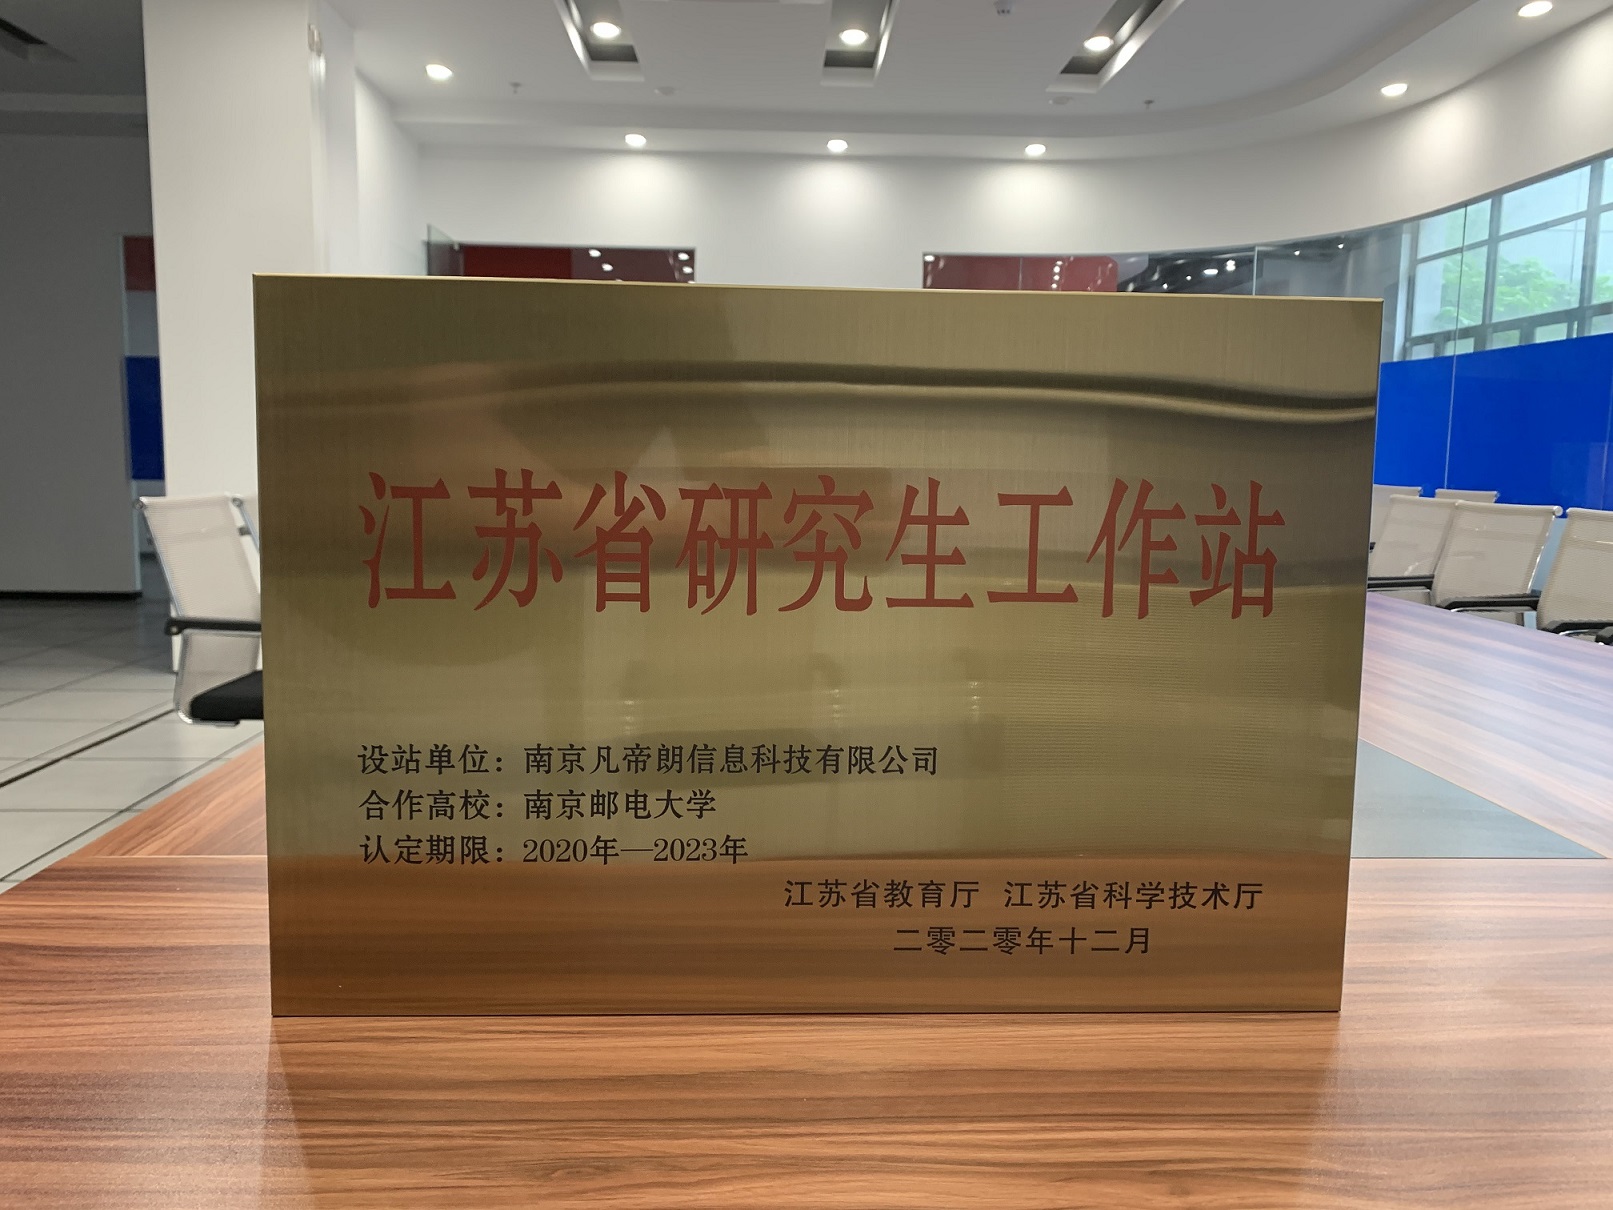 江苏省研究生工作站
设站单位：南京凡帝朗信息科技有限公司
合作高校：南京邮电大学
认定期限：2020年—2023年
江苏省教育厅 江苏省科学技术厅
二零二零年十二月